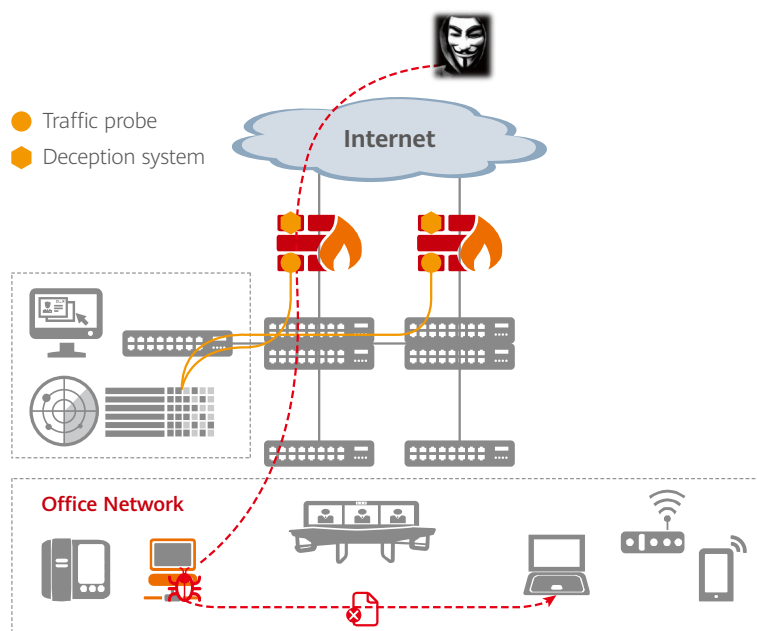 Traffic probe
Deception system
Internet
Office Network